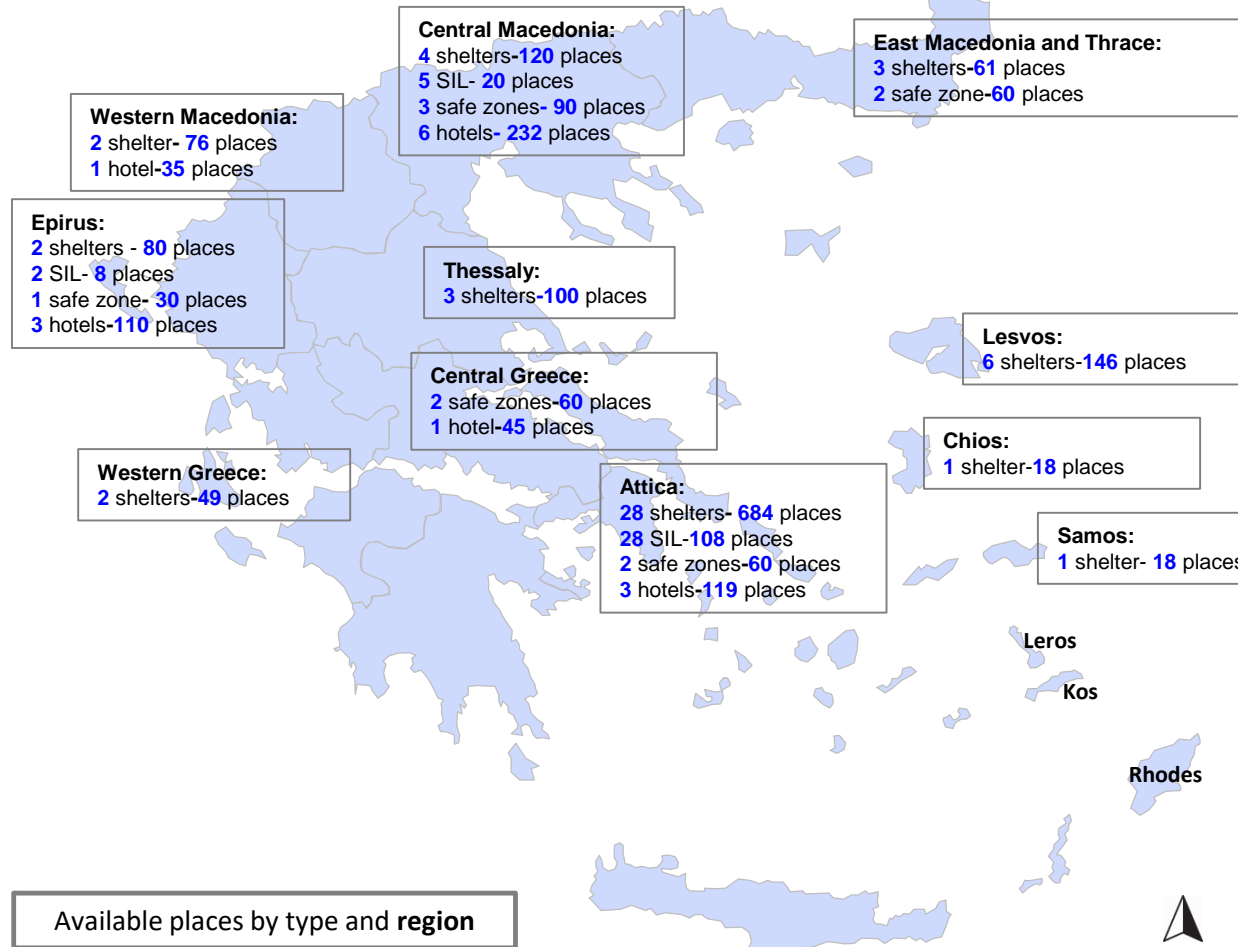 Central Macedonia:
4 shelters-120 places
5 SIL- 20 places
3 safe zones- 90 places
6 hotels- 232 places
East Macedonia and Thrace:
3 shelters-61 places
2 safe zone-60 places
Western Macedonia:
2 shelter- 76 places
1 hotel-35 places
Epirus:
2 shelters - 80 places
2 SIL- 8 places
1 safe zone- 30 places
3 hotels-110 places
Thessaly:
3 shelters-100 places
Lesvos:
6 shelters-146 places
Central Greece:
2 safe zones-60 places
1 hotel-45 places
Chios:
1 shelter-18 places
Western Greece:
2 shelters-49 places
Attica:
28 shelters- 684 places
28 SIL-108 places
2 safe zones-60 places
3 hotels-119 places
Samos:
1 shelter- 18 places
Leros
Kos
Rhodes
Available places by type and region